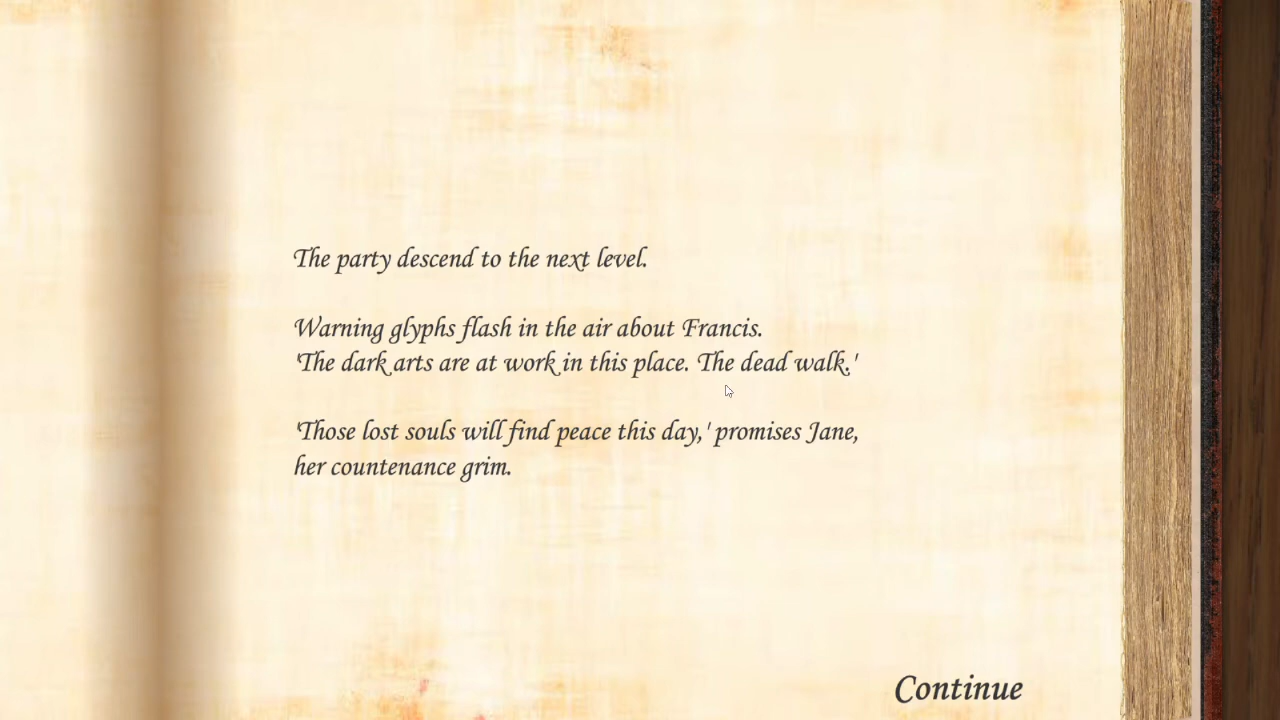 The party descend to the next level.
Warning glyphs flash in the air about Francis.
'The dark arts are at work in this place. The dead walk.'
'Those lost souls will find peace this day,' promises Jane,
her countenance grim.
Continue